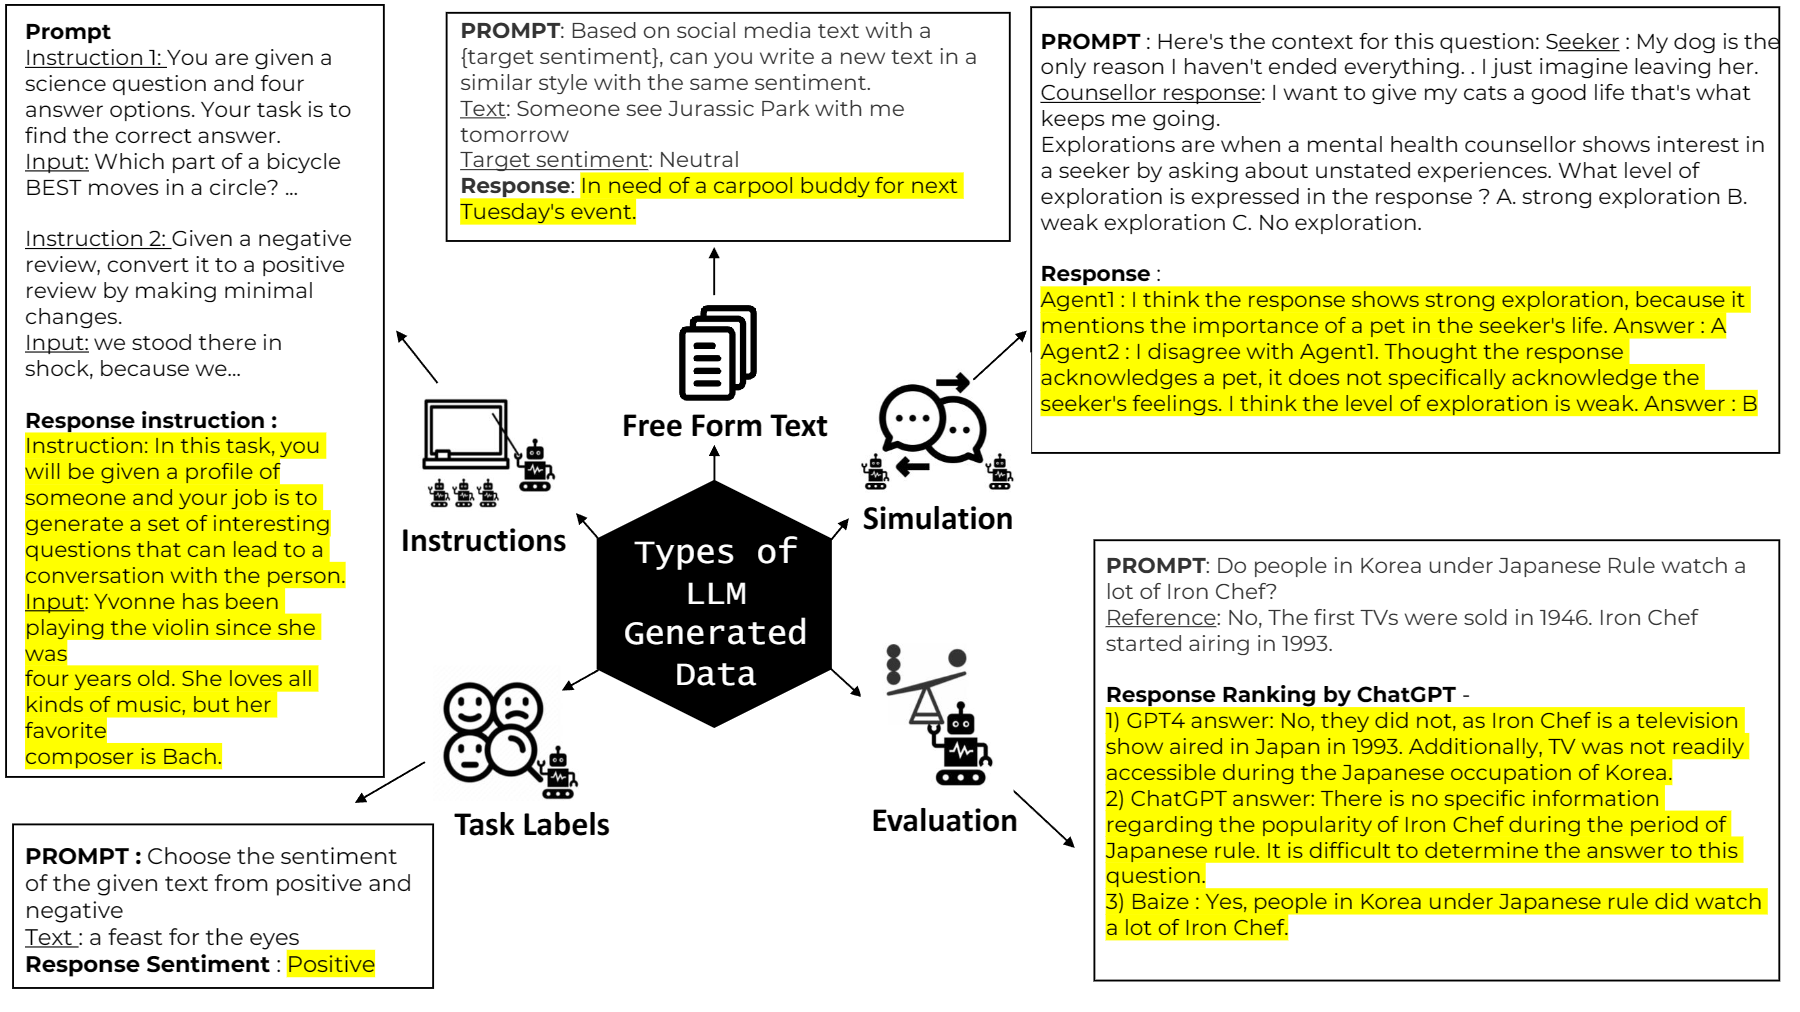 Prompt
Instruction 1: You are given a
science question and four
answer options. Your task is to
find the correct answer.
Input: Which part of a bicycle
BEST moves in a circle? ...
Instruction 2: Given a negative
review, convert it to a positive
review by making minimal
changes.
Input: we stood there in
shock, because we...
Response instruction :
Instruction: In this task, you
will be given a profile of
someone and your job is to
generate a set of interesting
questions that can lead to a
conversation with the person.
Input: Yvonne has been
playing the violin since she
was
four years old. She loves all
kinds of music, but her
favorite
composer is Bach.
PROMPT: Based on social media text with a
{target sentiment}, can you write a new text in a
similar style with the same sentiment.
Text: Someone see Jurassic Park with me
tomorrow
Target sentiment: Neutral
Response: In need of a carpool buddy for next
Tuesday's event.
PROMPT : Here's the context for this question: Seeker : My dog is the
only reason I haven't ended everything. . I just imagine leaving her.
Counsellor response: I want to give my cats a good life that's what
keeps me going.
Explorations are when a mental health counsellor shows interest in
a seeker by asking about unstated experiences. What level of
exploration is expressed in the response ? A. strong exploration B.
weak exploration C. No exploration.
Response :
Agent1 : I think the response shows strong exploration, because it
mentions the importance of a pet in the seeker's life. Answer : A
Agent2 : I disagree with Agent1. Thought the response
acknowledges a pet, it does not specifically acknowledge the
seeker's feelings. I think the level of exploration is weak. Answer : B
Free Form Text
Instructions
Simulation
Types of
LLM
Generated
Data
Task Labels
Evaluation
PROMPT: Do people in Korea under Japanese Rule watch a
lot of Iron Chef?
Reference: No, The first TVs were sold in 1946. Iron Chef
started airing in 1993.
Response Ranking by ChatGPT -
1) GPT4 answer: No, they did not, as Iron Chef is a television
show aired in Japan in 1993. Additionally, TV was not readily
accessible during the Japanese occupation of Korea.
2) ChatGPT answer: There is no specific information
regarding the popularity of Iron Chef during the period of
Japanese rule. It is difficult to determine the answer to this
question.
3) Baize : Yes, people in Korea under Japanese rule did watch
a lot of Iron Chef.
PROMPT : Choose the sentiment
of the given text from positive and
negative
Text : a feast for the eyes
Response Sentiment : Positive